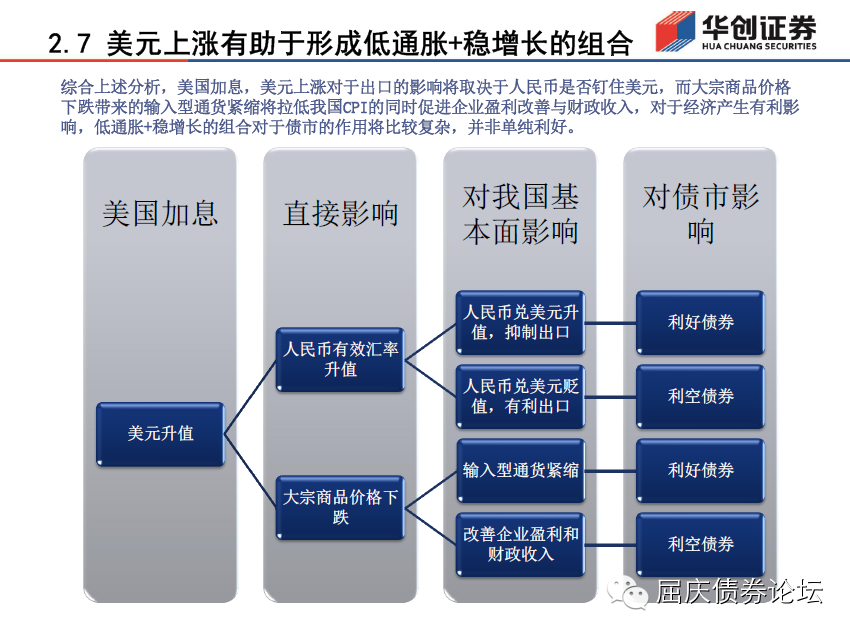 2.7 美元上涨有助于形成低通胀+稳增长的组合
华创证券
HUA CHUANG SECURITIES
综合上述分析，美国加息，美元上涨对于出口的影响将取决于人民币是否钉住美元，而大宗商品价格
下跌带来的输入型通货紧缩将拉低我国CPI的同时促进企业盈利改善与财政收入，对于经济产生有利影
响，低通胀+稳增长的组合对于债市的作用将比较复杂，并非单纯利好。
美国加息
直接影响
对我国基
本面影响
对债市影
响
美元升值
人民币有效汇率
升值
大宗商品价格下
跌
人民币兑美元升
值，抑制出口
人民币兑美元贬
值，有利出口
输入型通货紧缩
改善企业盈利和
财政收入
利好债券
利空债券
利好债券
利空债券
屈庆债券论坛